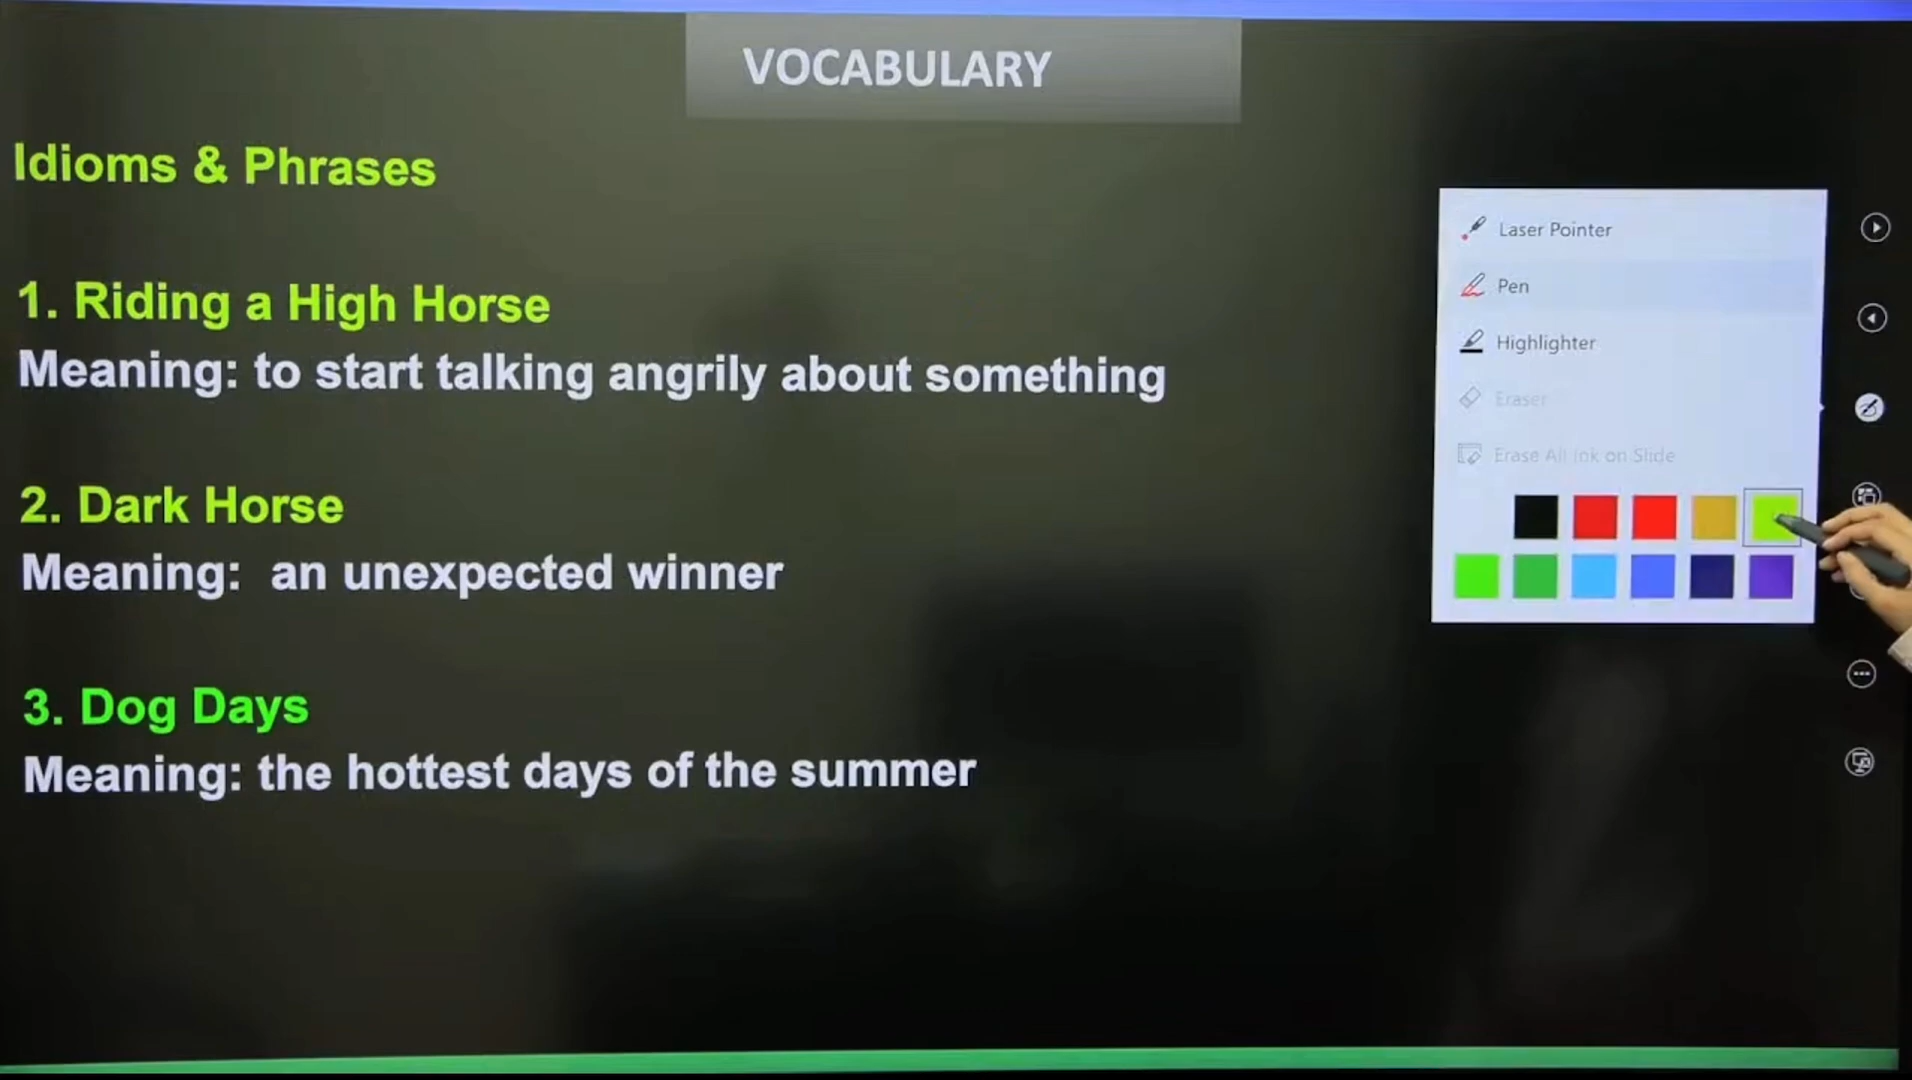 VOCABULARY
Idioms & Phrases
1. Riding a High Horse
Meaning: to start talking angrily about something
2. Dark Horse
Meaning: an unexpected winner
3. Dog Days
Meaning: the hottest days of the summer
Laser Pointer
Pen
Highlighter
Eraser
Erase All Ink on Slide